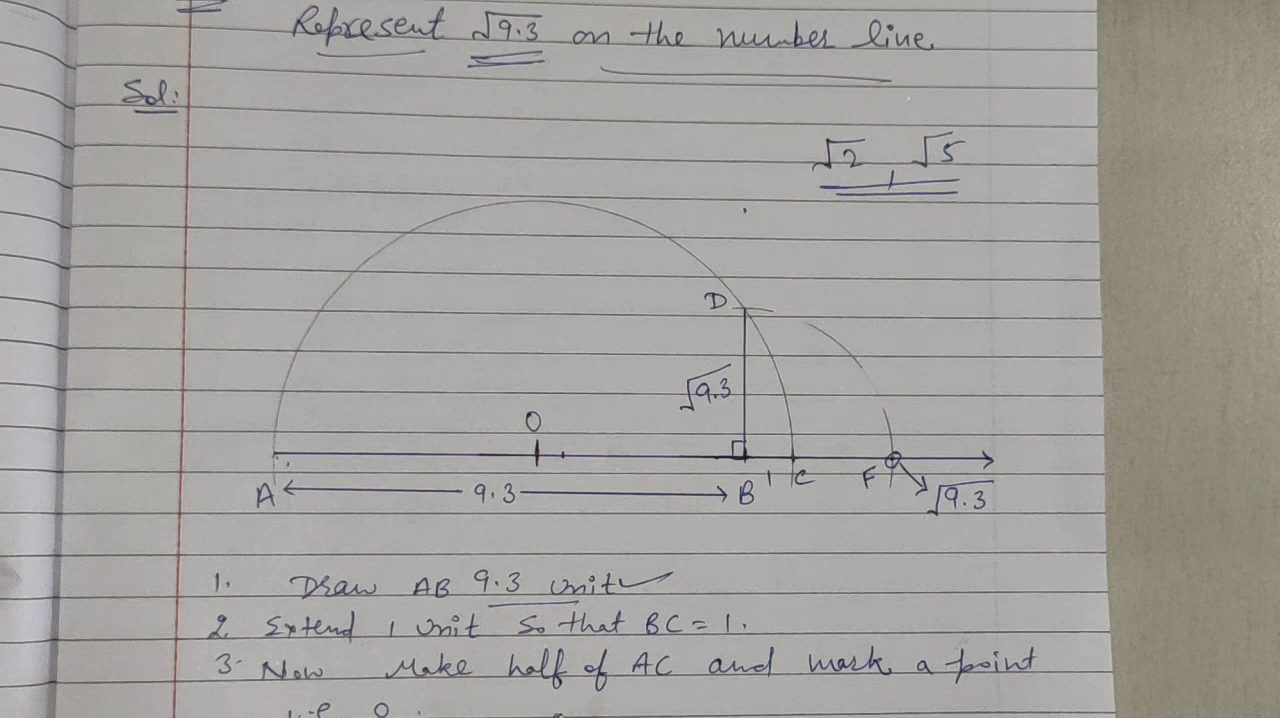 Represent √9.3 on the number line.
Sol:
√2 √5
D
√9.3
O
A 9.3 B 1 C F √9.3
1. Draw AB 9.3 unit
2. Extend 1 unit so that BC = 1.
3. Now Make half of AC and mark a point
i.e O.